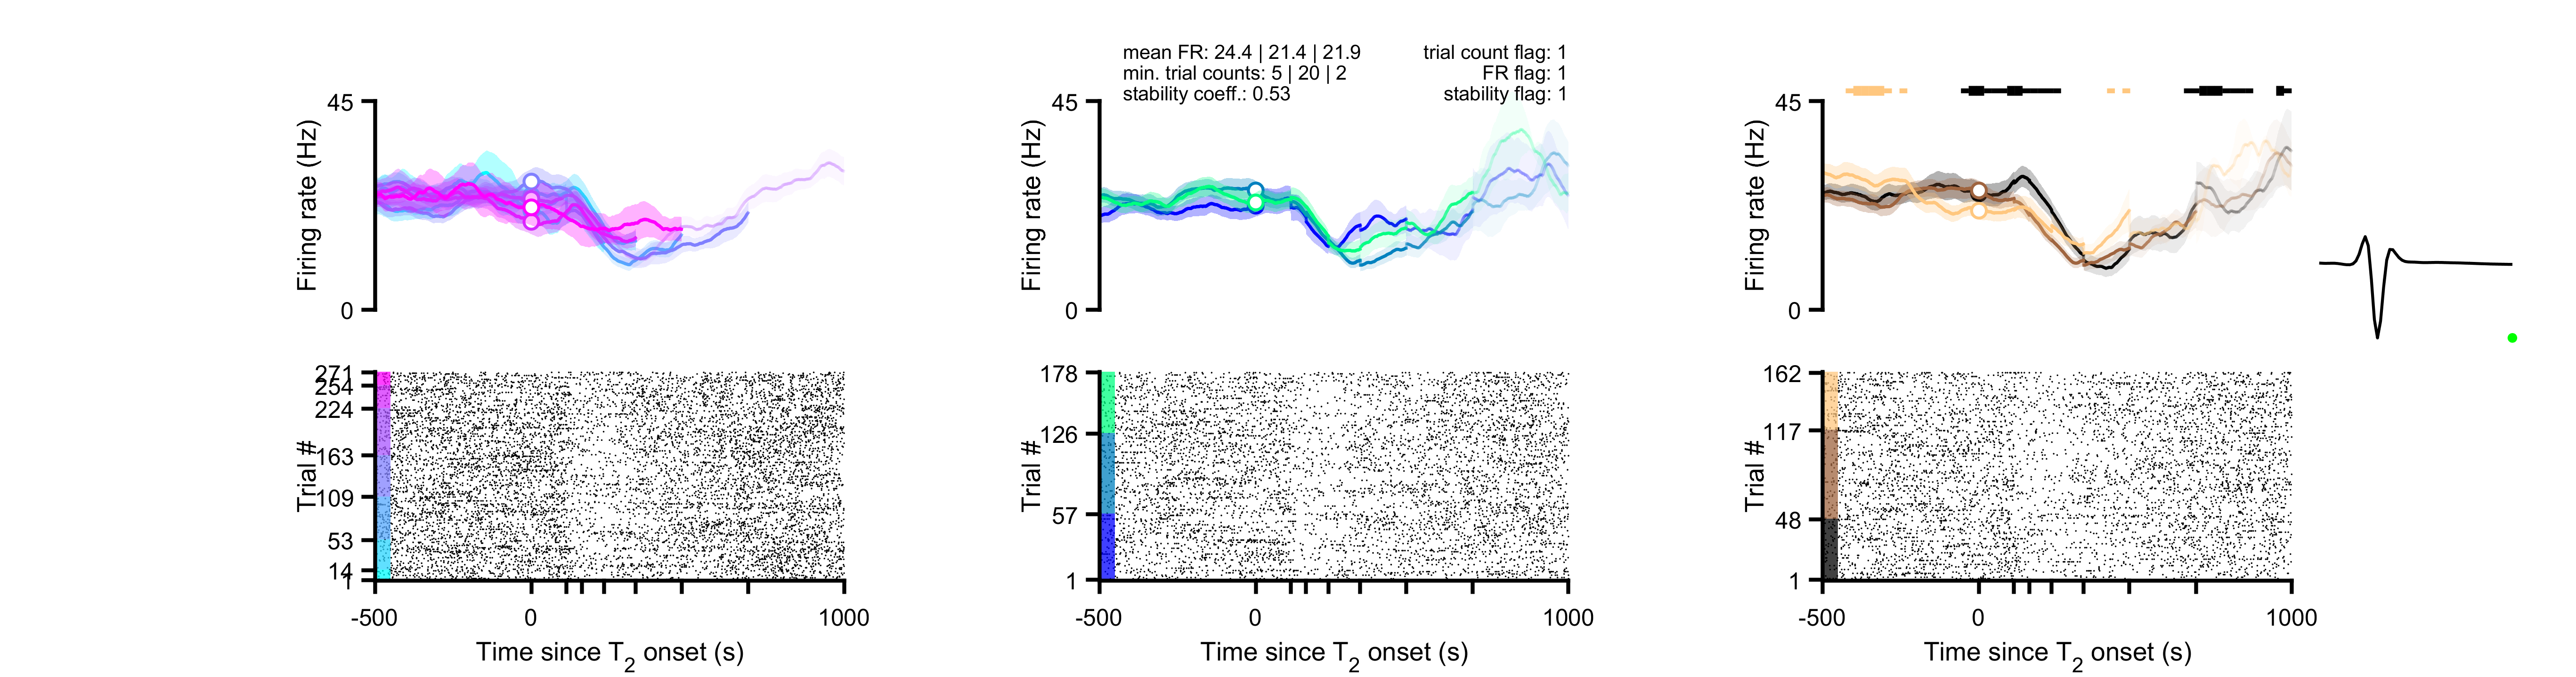 mean FR: 24.4 | 21.4 | 21.9
min. trial counts: 5 | 20 | 2
stability coeff.: 0.53
trial count flag: 1
FR flag: 1
stability flag: 1
45
Firing rate (Hz)
0
271
254
224
163
109
53
14
1
Trial #
-500
0
1000
Time since T2 onset (s)
45
Firing rate (Hz)
0
178
126
57
1
Trial #
-500
0
1000
Time since T2 onset (s)
45
Firing rate (Hz)
0
162
117
48
1
Trial #
-500
0
1000
Time since T2 onset (s)